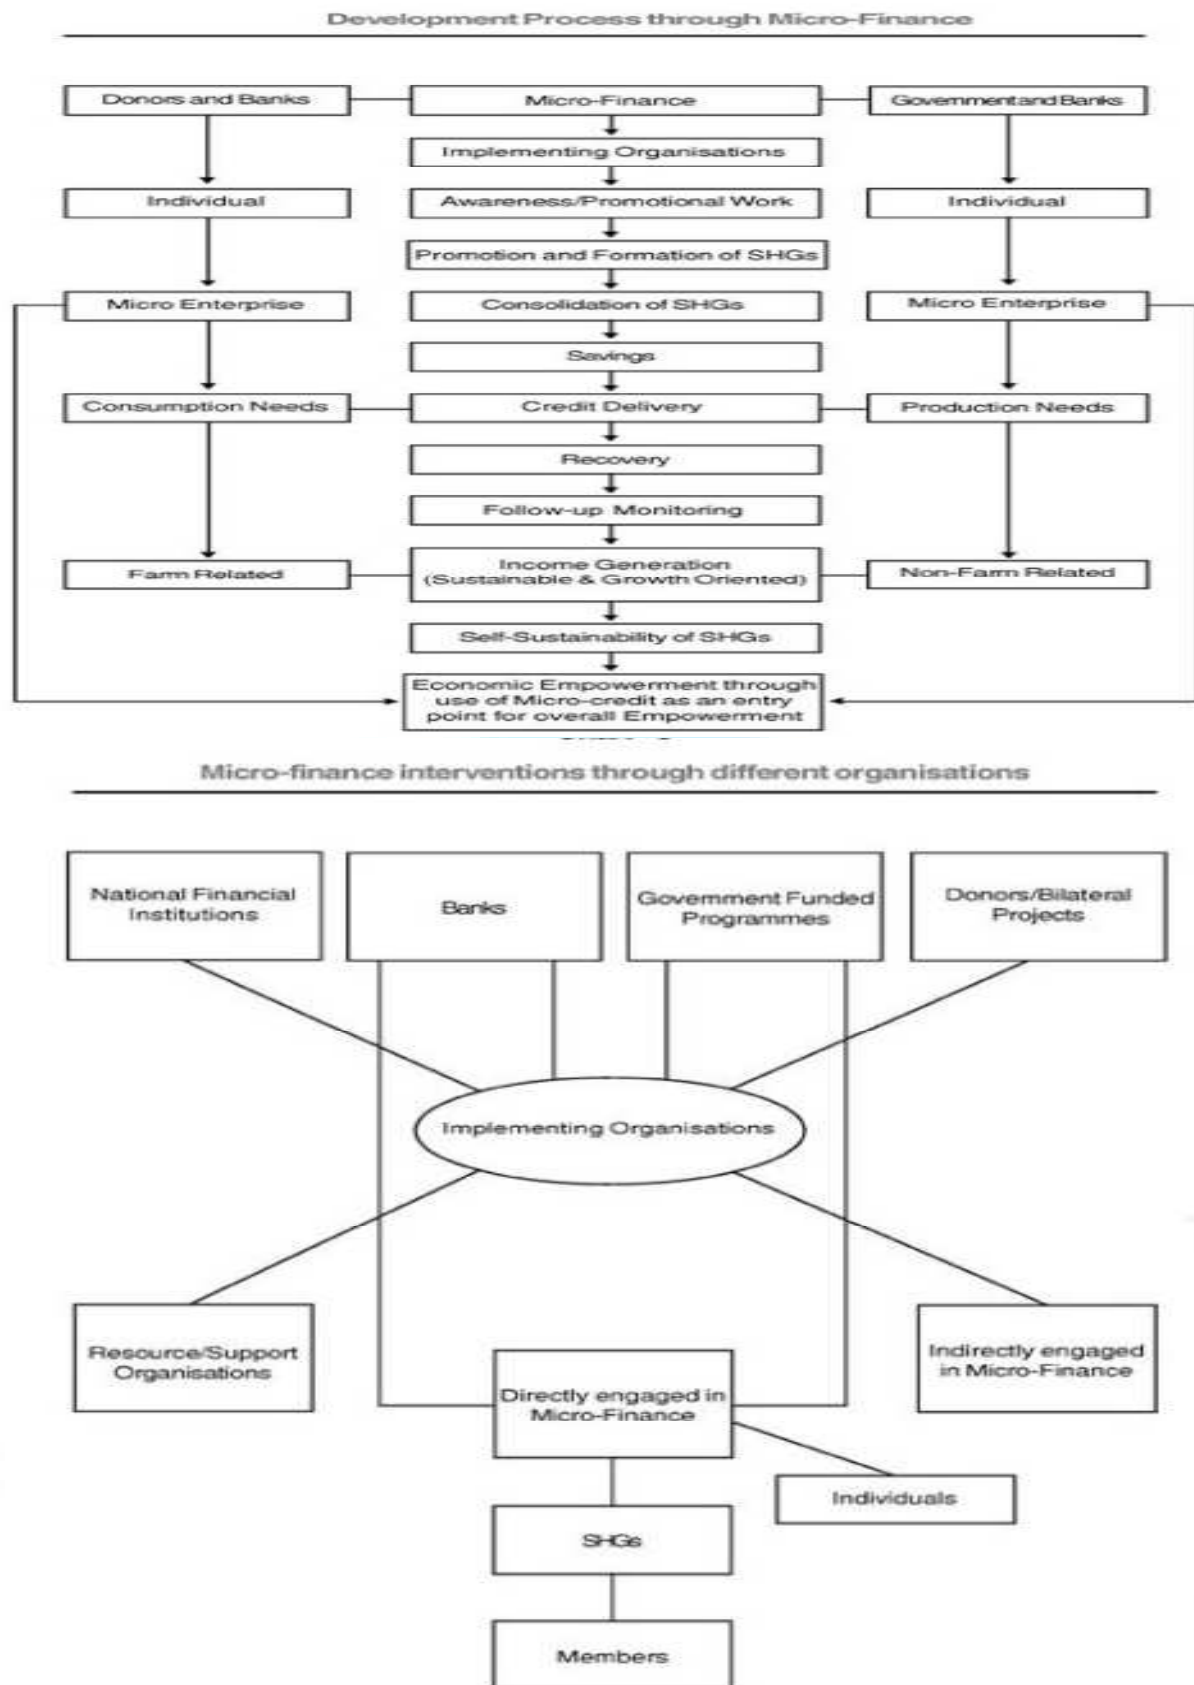 Development Process through Micro-Finance
Donors and Banks
Micro-Finance
Government and Banks
Implementing Organisations
Individual
Awareness/Promotional Work
Individual
Promotion and Formation of SHGs
Micro Enterprise
Consolidation of SHGs
Micro Enterprise
Savings
Consumption Needs
Credit Delivery
Production Needs
Recovery
Follow-up Monitoring
Farm Related
Income Generation
(Sustainable & Growth Oriented)
Non-Farm Related
Self-Sustainability of SHGs
Economic Empowerment through
use of Micro-credit as an entry
point for overall Empowerment
Micro-finance interventions through different organisations
National Financial
Institutions
Banks
Government Funded
Programmes
Donors/Bilateral
Projects
Implementing Organisations
Resource/Support
Organisations
Directly engaged in
Micro-Finance
Indirectly engaged
in Micro-Finance
Individuals
SHGs
Members